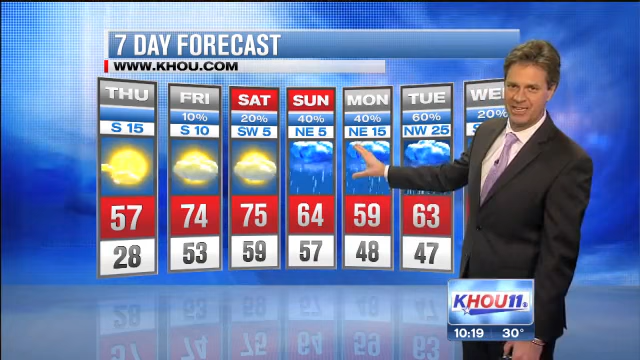 7 DAY FORECAST
WWW.KHOU.COM
THU FRI SAT SUN MON TUE WED
10% 20% 40% 40% 60% 20%
S 15 S 10 SW 5 NE 5 NE 15 NW 25 S
57 74 75 64 59 63
28 53 59 57 48 47
KHOU11
10:19 30°